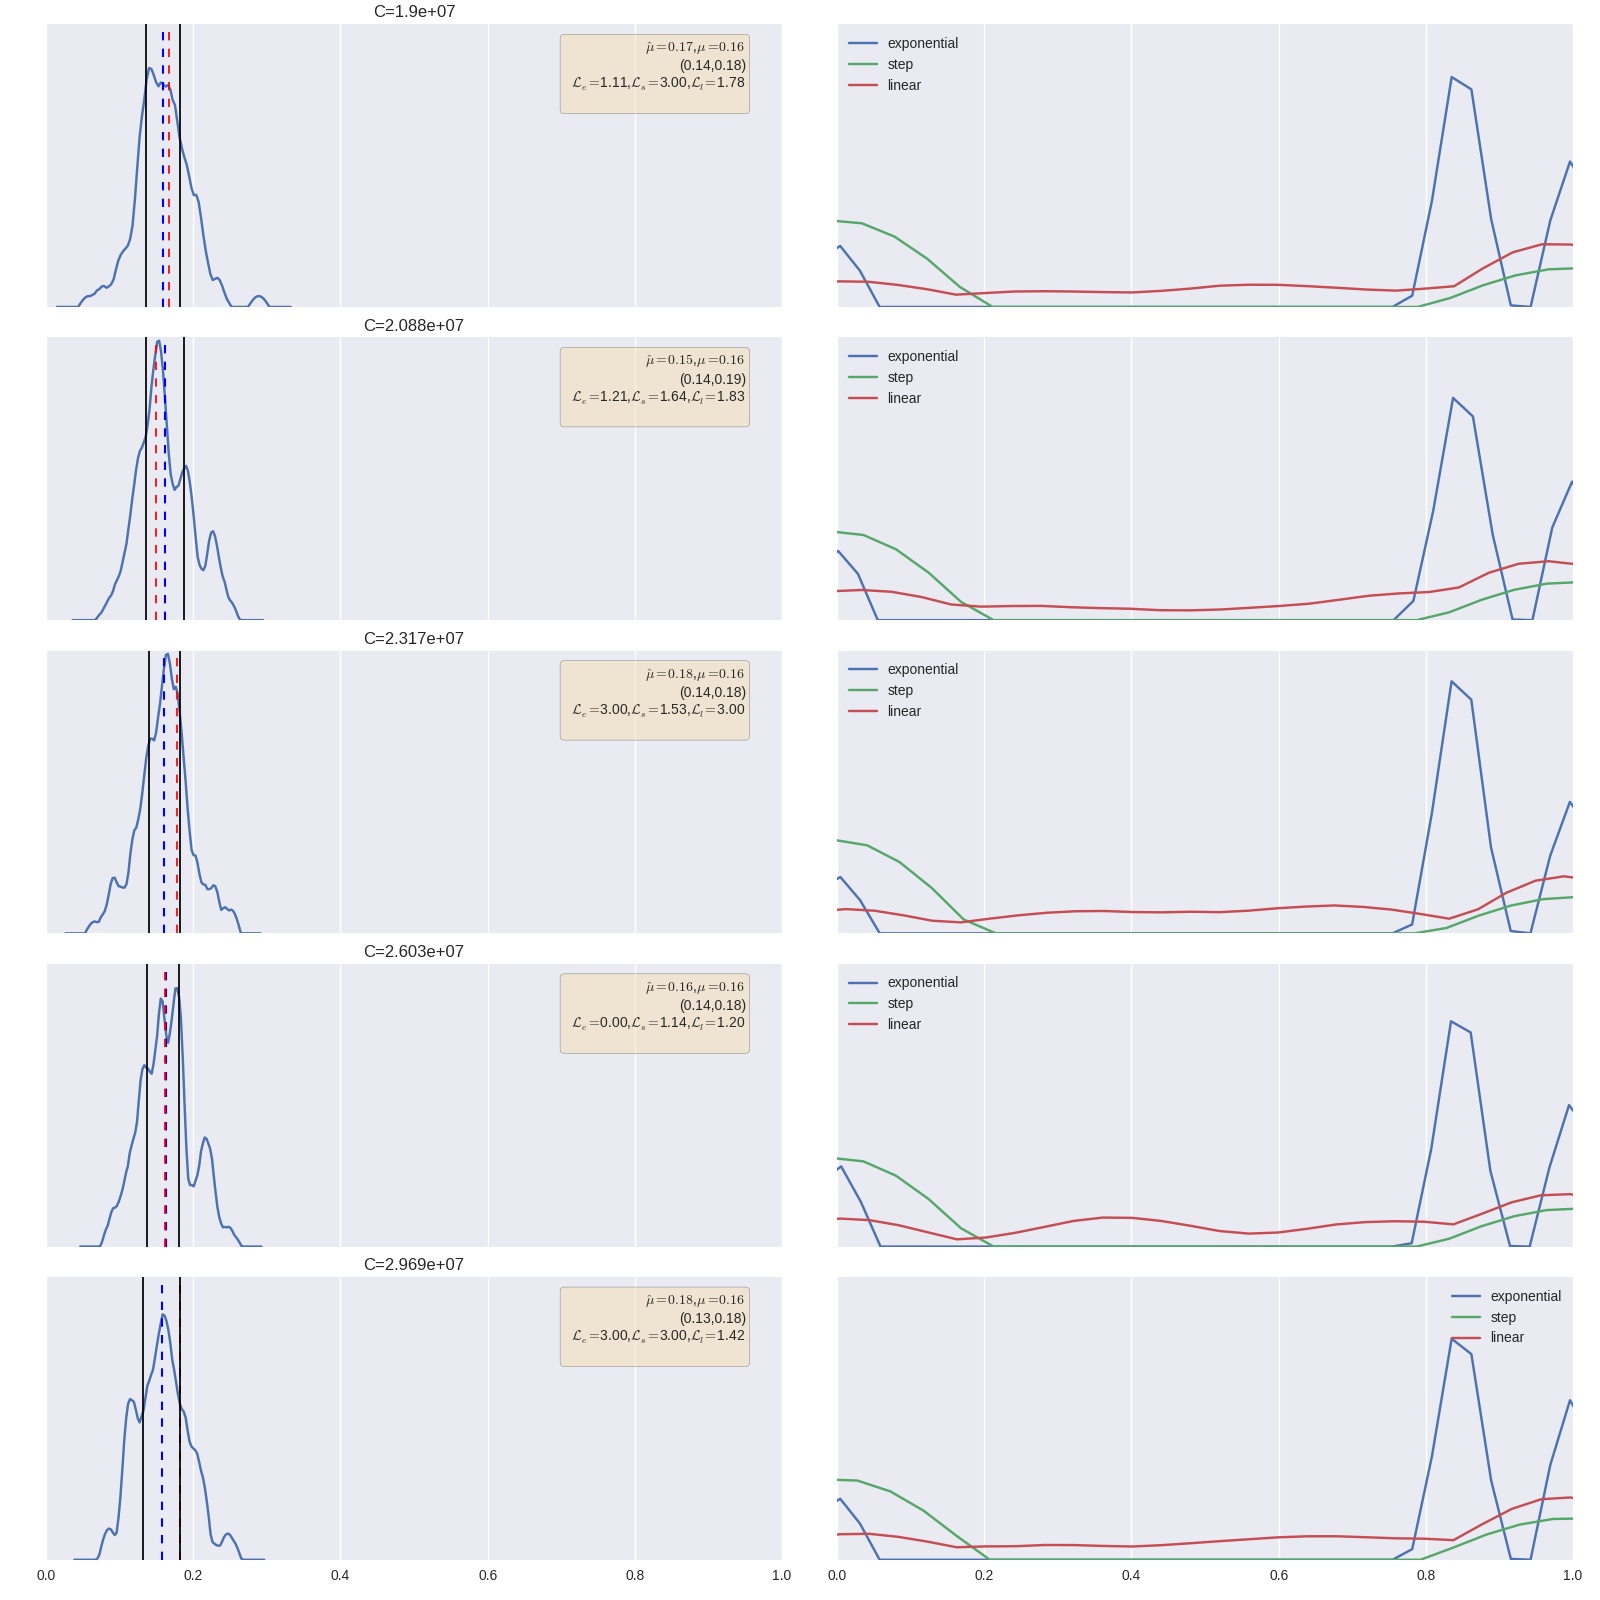 C=1.9e+07
μ̂=0.17,μ=0.16
(0.14,0.18)
ℒₑ=1.11,ℒₛ=3.00,ℒₗ=1.78
exponential
step
linear
C=2.088e+07
μ̂=0.15,μ=0.16
(0.14,0.19)
ℒₑ=1.21,ℒₛ=1.64,ℒₗ=1.83
exponential
step
linear
C=2.317e+07
μ̂=0.18,μ=0.16
(0.14,0.18)
ℒₑ=3.00,ℒₛ=1.53,ℒₗ=3.00
exponential
step
linear
C=2.603e+07
μ̂=0.16,μ=0.16
(0.14,0.18)
ℒₑ=0.00,ℒₛ=1.14,ℒₗ=1.20
exponential
step
linear
C=2.969e+07
μ̂=0.18,μ=0.16
(0.13,0.18)
ℒₑ=3.00,ℒₛ=3.00,ℒₗ=1.42
exponential
step
linear
0.0 0.2 0.4 0.6 0.8 1.0
0.0 0.2 0.4 0.6 0.8 1.0